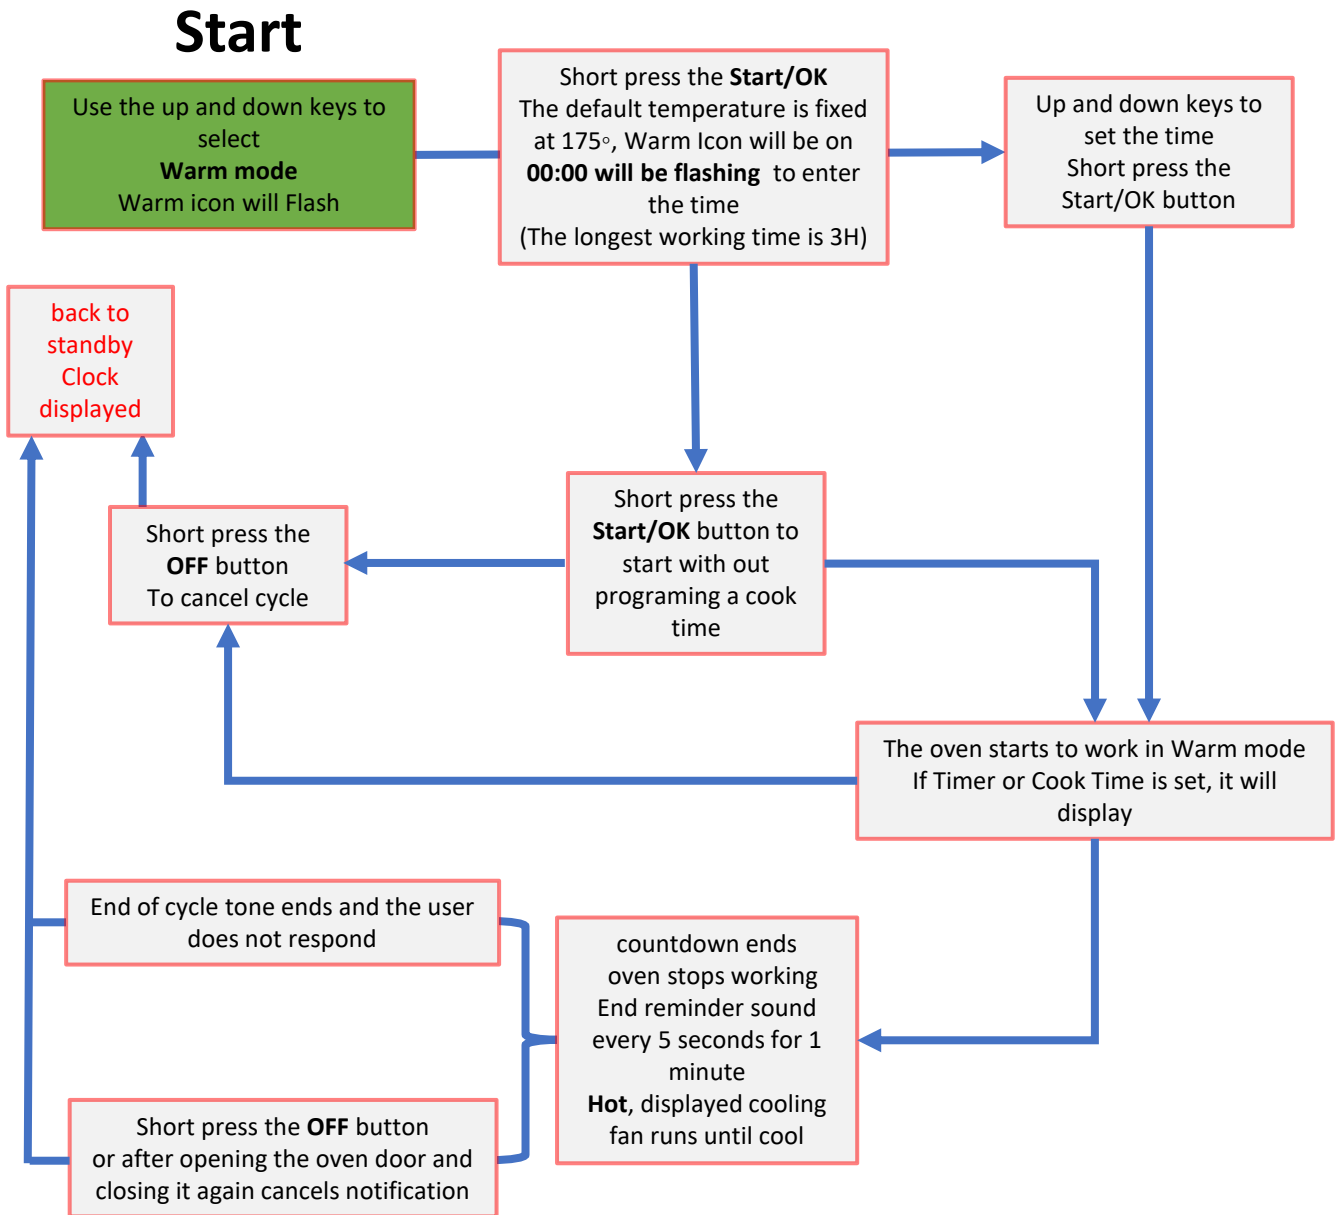 Start
Use the up and down keys to
select
Warm mode
Warm icon will Flash
Short press the Start/OK
The default temperature is fixed
at 175°, Warm Icon will be on
00:00 will be flashing to enter
the time
(The longest working time is 3H)
Up and down keys to
set the time
Short press the
Start/OK button
back to
standby
Clock
displayed
Short press the
OFF button
To cancel cycle
Short press the
Start/OK button to
start with out
programing a cook
time
The oven starts to work in Warm mode
If Timer or Cook Time is set, it will
display
End of cycle tone ends and the user
does not respond
countdown ends
oven stops working
End reminder sound
every 5 seconds for 1
minute
Hot, displayed cooling
fan runs until cool
Short press the OFF button
or after opening the oven door and
closing it again cancels notification